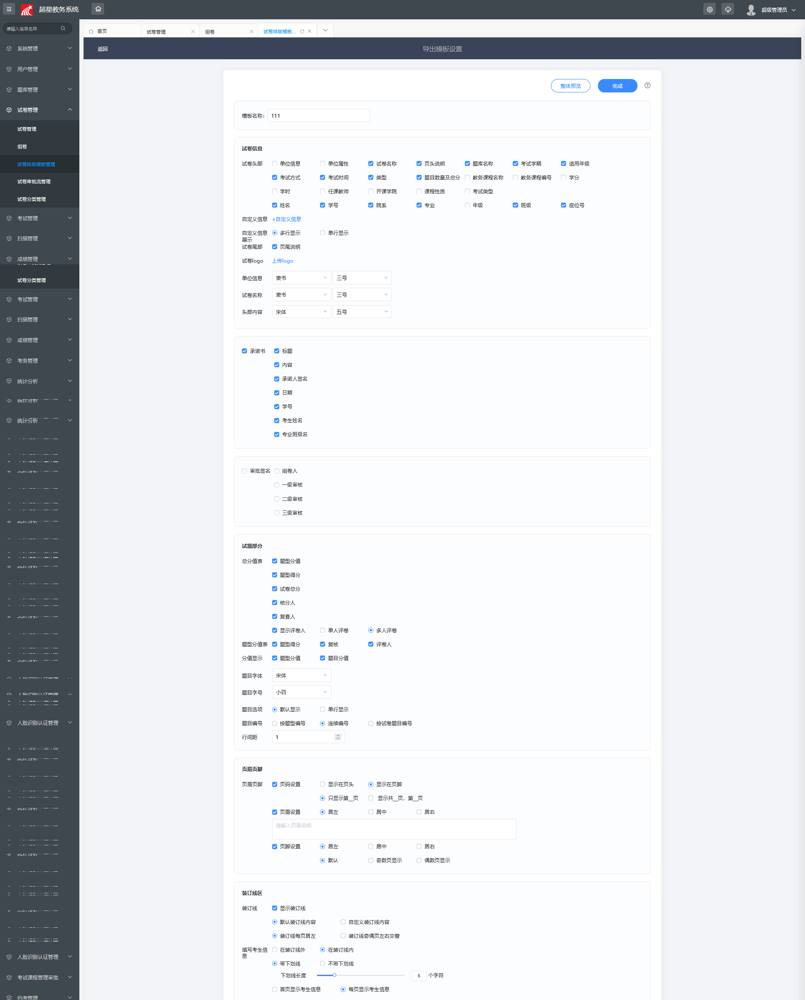 超星教务系统
超级管理员
请输入菜单名称
首页
试卷管理
组卷
试卷排版模板...
返回
导出模板设置
系统管理
用户管理
题库管理
试卷管理
试卷管理
组卷
试卷排版模板管理
试卷审批流管理
试卷分类管理
考试管理
扫描管理
成绩管理
试卷分类管理
考试管理
扫描管理
成绩管理
考务管理
统计分析
统计分析
统计分析
人脸识别认证管理
人脸识别认证管理
考试课程管理审批
约考管理
整体预览
完成
模板名称： 111
试卷信息
试卷头部 单位信息 单位属性 试卷名称 页头说明 题库名称 考试学期 适用年级
考试方式 考试时间 类型 题目数量及总分 教务课程名称 教务课程编号 学分
学时 任课教师 开课学院 课程性质 考试类型
姓名 学号 院系 专业 年级 班级 座位号
自定义信息 +自定义信息
自定义信息展示 多行显示 单行显示
试卷尾部 页尾说明
试卷logo 上传logo
单位信息 隶书 三号
试卷名称 隶书 三号
头部内容 宋体 五号
承诺书 标题
内容
承诺人签名
日期
学号
考生姓名
专业班级名
审批签名 组卷人
一级审核
二级审核
三级审核
试题部分
总分值表 题型分值
题型得分
试卷总分
核分人
复查人
显示评卷人 单人评卷 多人评卷
题型分值表 题型得分 复核 评卷人
分值显示 题型分值 题目分值
题目字体 宋体
题目字号 小四
题目选项 默认显示 单行显示
题目编号 按题型编号 连续编号 按试卷题目编号
行间距 1
页眉页脚
页眉页脚 页码设置 显示在页头 显示在页脚
只显示第__页 显示共__页，第__页
页眉设置 居左 居中 居右
请输入页眉说明
页脚设置 居左 居中 居右
默认 奇数页显示 偶数页显示
装订线区
装订线 显示装订线
默认装订线内容 自定义装订线内容
装订线每页居左 装订线奇偶页左右交替
填写考生信息 在装订线外 在装订线内
带下划线 不带下划线
下划线长度 6 个字符
首页显示考生信息 每页显示考生信息